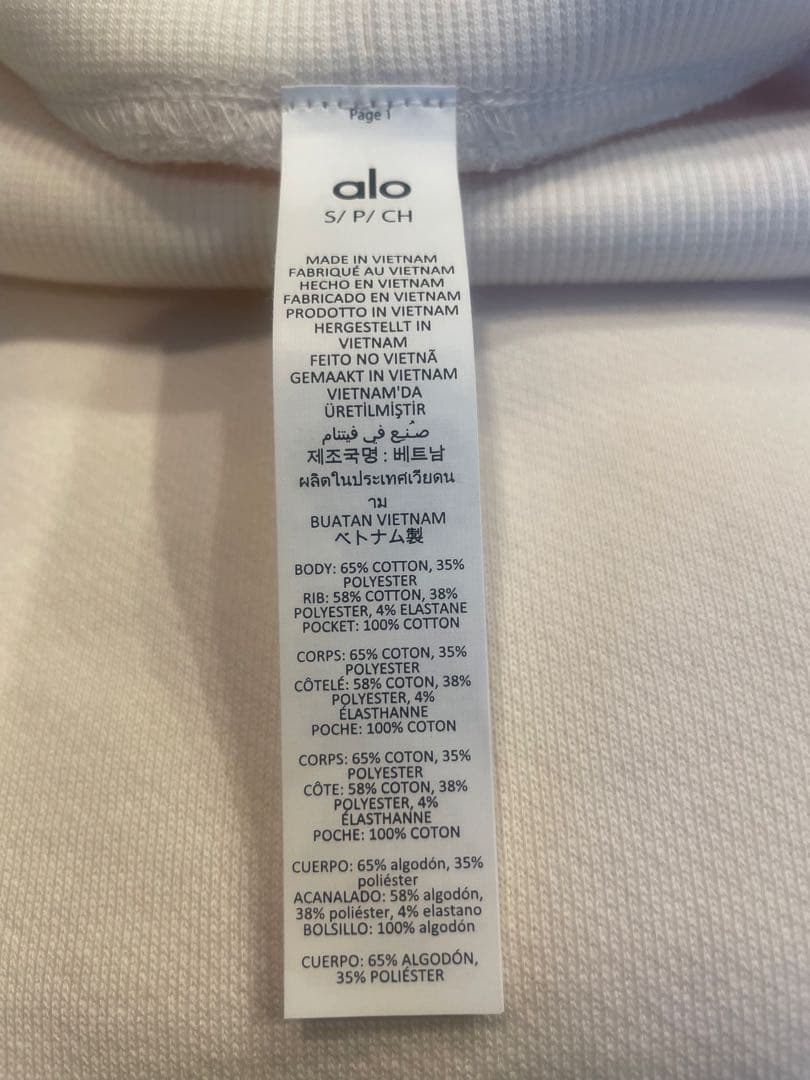 Page 1
alo
S/ P/ CH
MADE IN VIETNAM
FABRIQUÉ AU VIETNAM
HECHO EN VIETNAM
FABRICADO EN VIETNAM
PRODOTTO IN VIETNAM
HERGESTELLT IN
VIETNAM
FEITO NO VIETNÃ
GEMAAKT IN VIETNAM
VIETNAM'DA
ÜRETİLMİŞTİR
صُنِع في فيتنام
제조국명 : 베트남
ผลิตในประเทศเวียดน
าม
BUATAN VIETNAM
ベトナム製
BODY: 65% COTTON, 35%
POLYESTER
RIB: 58% COTTON, 38%
POLYESTER, 4% ELASTANE
POCKET: 100% COTTON
CORPS: 65% COTON, 35%
POLYESTER
CÔTELÉ: 58% COTON, 38%
POLYESTER, 4%
ÉLASTHANNE
POCHE: 100% COTON
CORPS: 65% COTON, 35%
POLYESTER
CÔTE: 58% COTON, 38%
POLYESTER, 4%
ÉLASTHANNE
POCHE: 100% COTON
CUERPO: 65% algodón, 35%
poliéster
ACANALADO: 58% algodón,
38% poliéster, 4% elastano
BOLSILLO: 100% algodón
CUERPO: 65% ALGODÓN,
35% POLIÉSTER